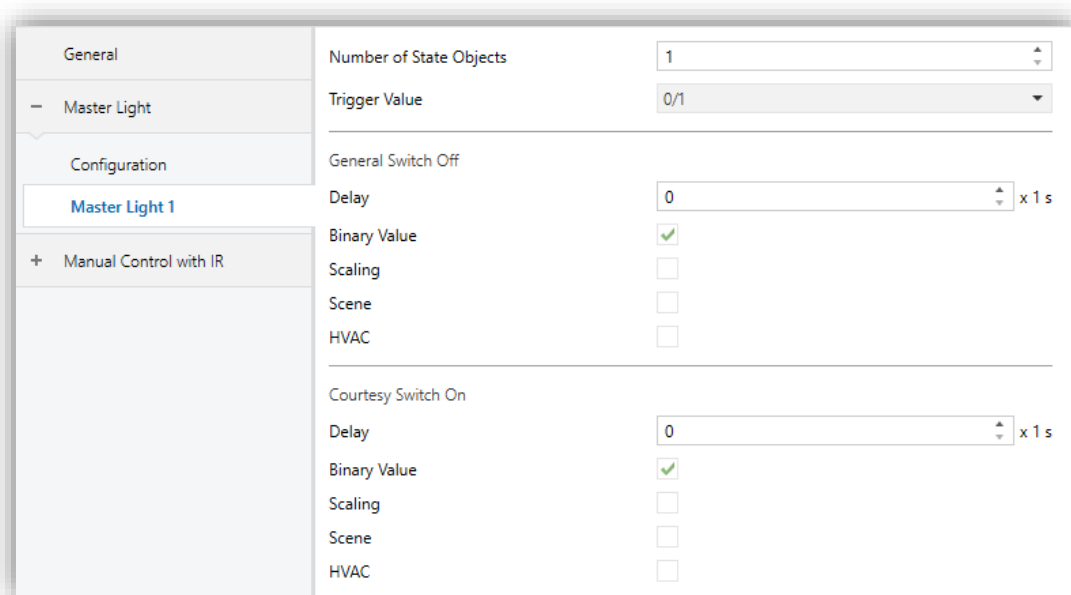 General
Master Light
Configuration
Master Light 1
Manual Control with IR
Number of State Objects 1
Trigger Value 0/1
General Switch Off
Delay 0 x 1 s
Binary Value
Scaling
Scene
HVAC
Courtesy Switch On
Delay 0 x 1 s
Binary Value
Scaling
Scene
HVAC